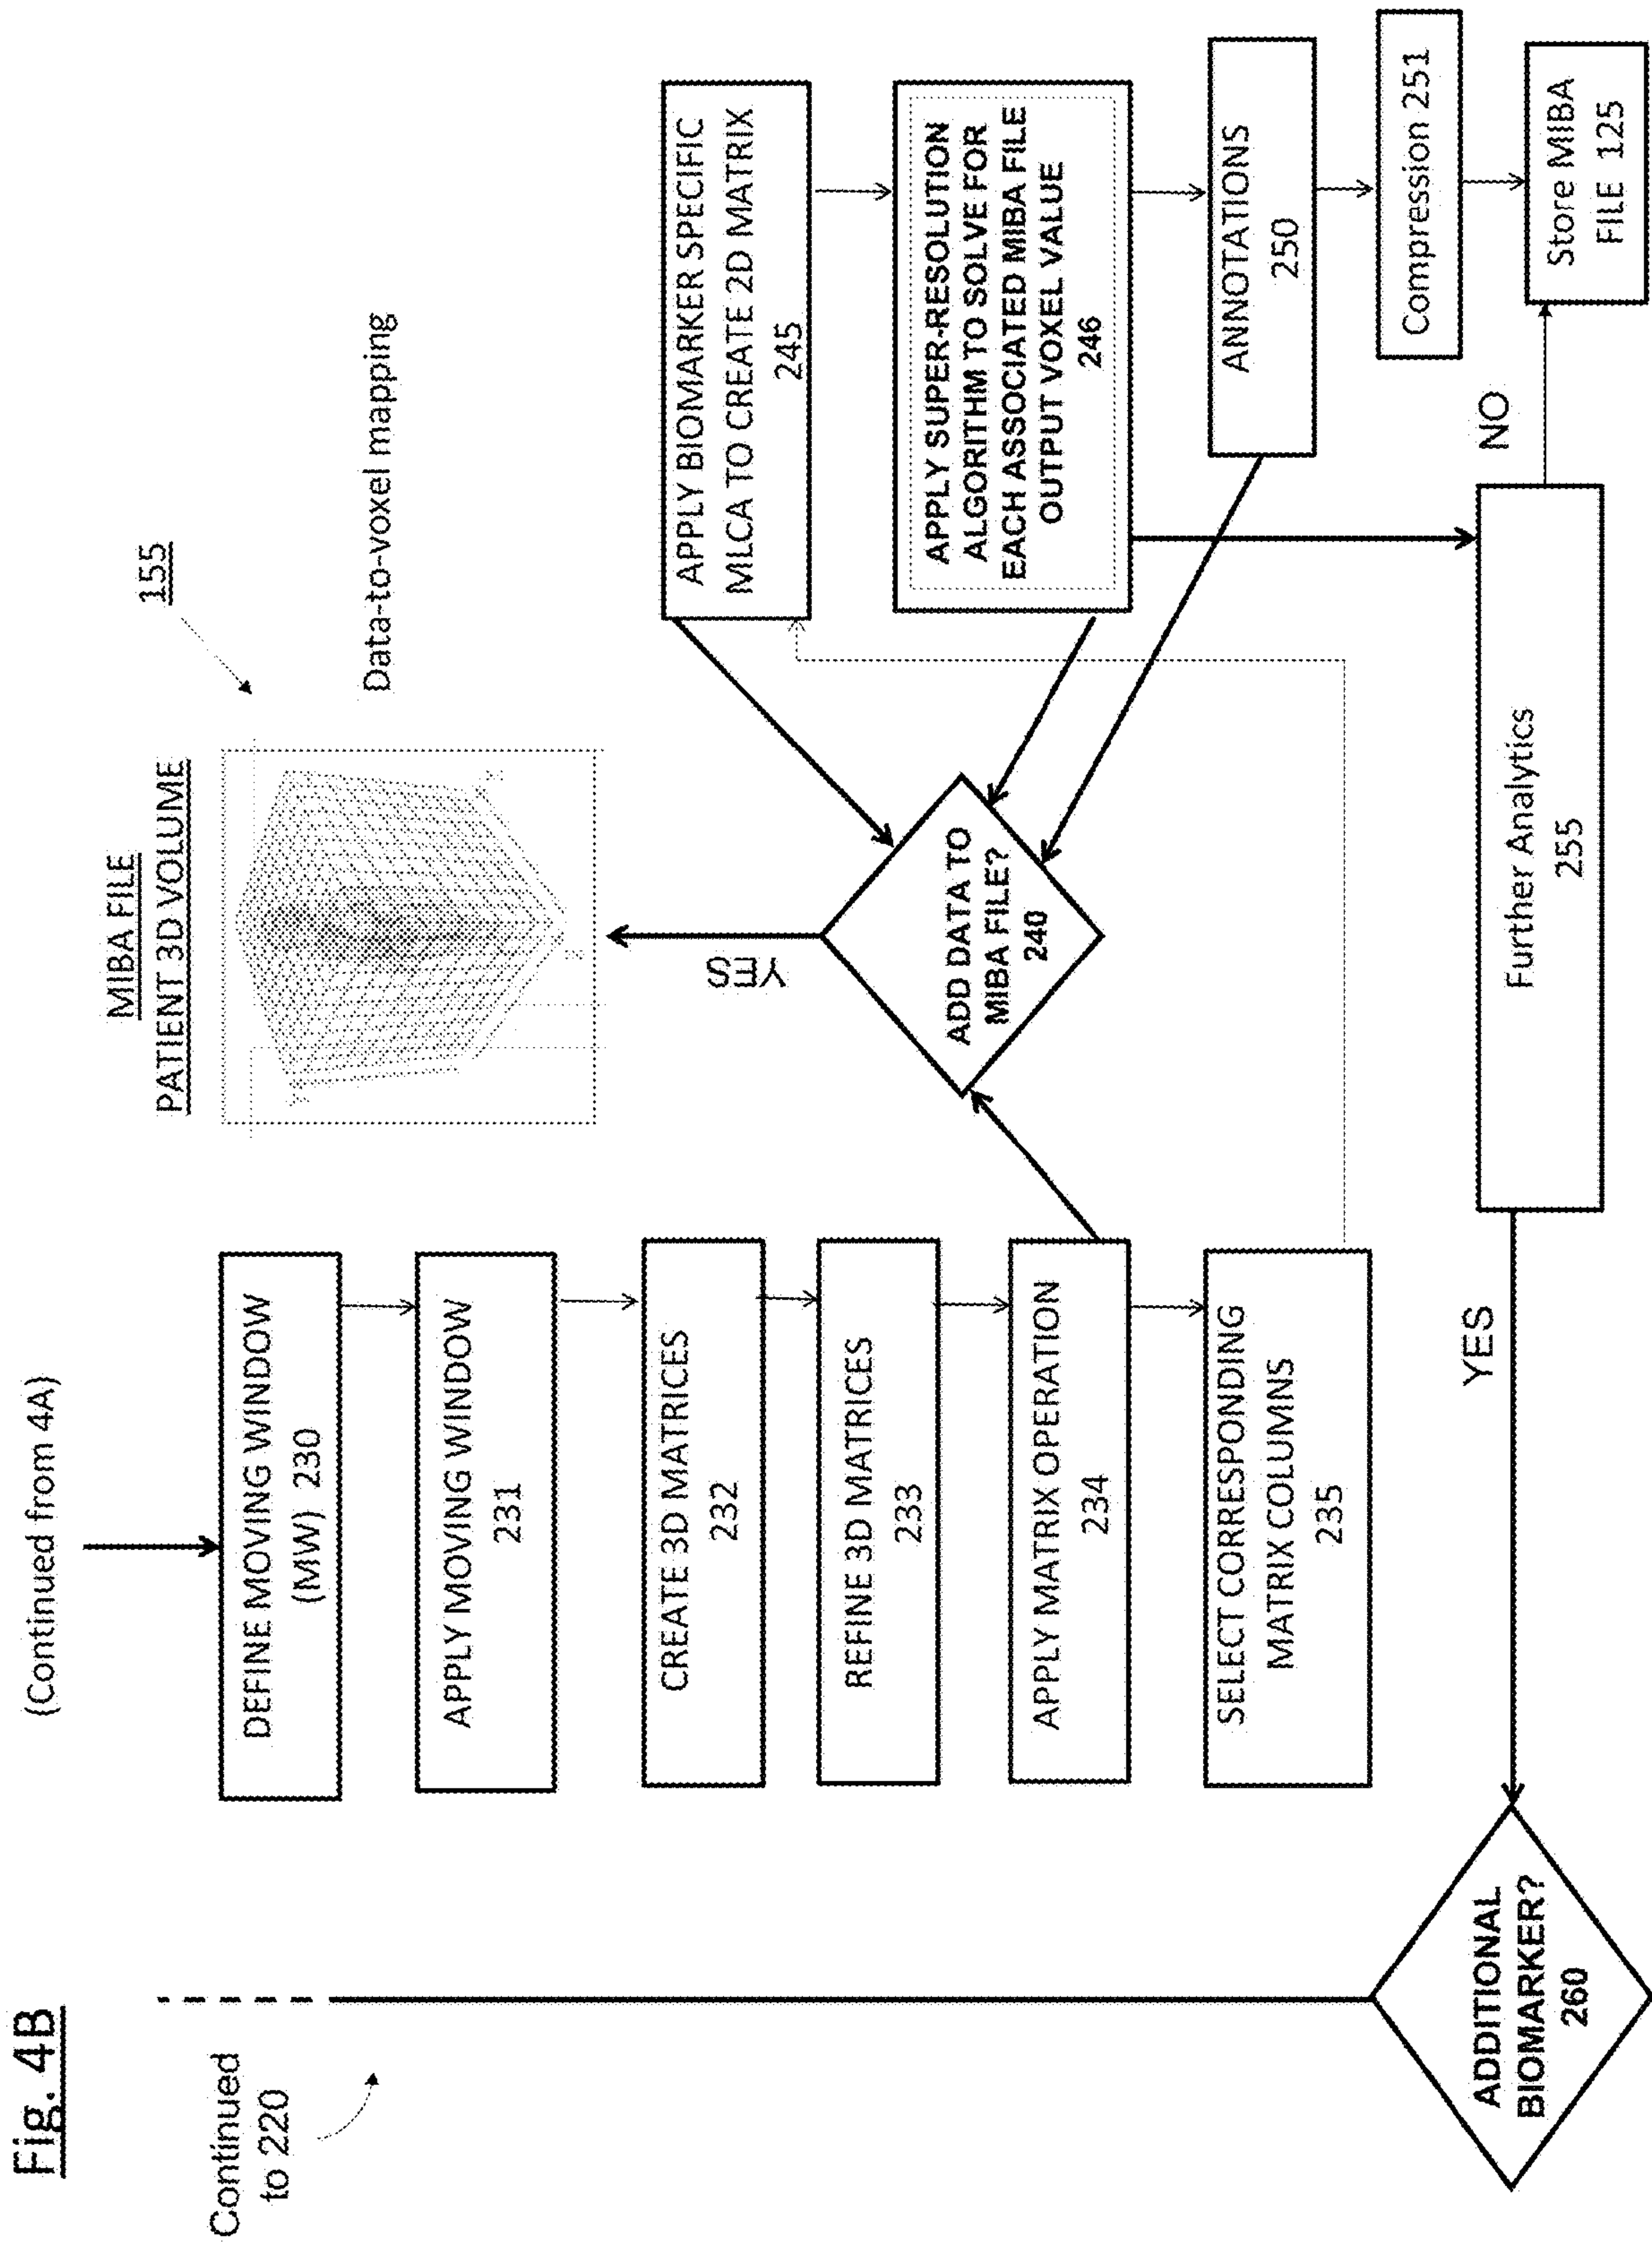 Fig. 4B
(Continued from 4A)
Continued
to 220
DEFINE MOVING WINDOW
(MW) 230
APPLY MOVING WINDOW
231
CREATE 3D MATRICES
232
REFINE 3D MATRICES
233
APPLY MATRIX OPERATION
234
SELECT CORRESPONDING
MATRIX COLUMNS
235
MIBA FILE
PATIENT 3D VOLUME
155
Data-to-voxel mapping
YES
ADD DATA TO
MIBA FILE?
240
APPLY BIOMARKER SPECIFIC
MLCA TO CREATE 2D MATRIX
245
APPLY SUPER-RESOLUTION
ALGORITHM TO SOLVE FOR
EACH ASSOCIATED MIBA FILE
OUTPUT VOXEL VALUE
246
ANNOTATIONS
250
Compression 251
Store MIBA
FILE 125
NO
Further Analytics
255
YES
ADDITIONAL
BIOMARKER?
260